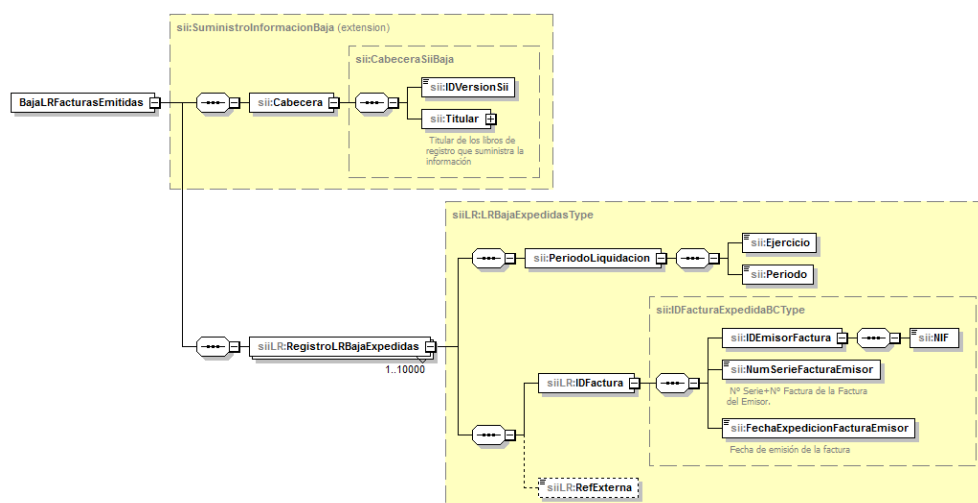 sii:SuministroInformacionBaja (extension)
sii:CabeceraSiiBaja
sii:IDVersionSii
BajaLRFacturasEmitidas
sii:Cabecera
sii:Titular
Titular de los libros de
registro que suministra la
información
siiLR:LRBajaExpedidasType
sii:Ejercicio
sii:PeriodoLiquidacion
sii:Periodo
sii:IDFacturaExpedidaBCType
sii:IDEmisorFactura
sii:NIF
siiLR:RegistroLRBajaExpedidas
1..10000
sii:NumSerieFacturaEmisor
siiLR:IDFactura
Nº Serie+Nº Factura de la Factura
del Emisor.
sii:FechaExpedicionFacturaEmisor
Fecha de emisión de la factura
siiLR:RefExterna